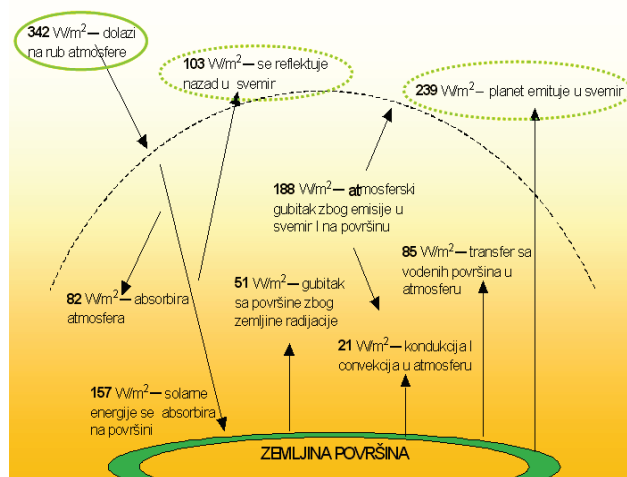 342 W/m² – dolazi
na rub atmosfere
103 W/m² – se reflektuje
nazad u svemir
239 W/m² – planet emituje u svemir
188 W/m² – atmosferski
gubitak zbog emisije u
svemir I na površinu
85 W/m² – transfer sa
vodenih površina u
atmosferu
82 W/m² – absorbira
atmosfera
51 W/m² – gubitak
sa površine zbog
zemljine radijacije
21 W/m² – kondukcija I
convekcija u atmosferu
157 W/m² – solarne
energije se absorbira
na površini
ZEMLJINA POVRŠINA